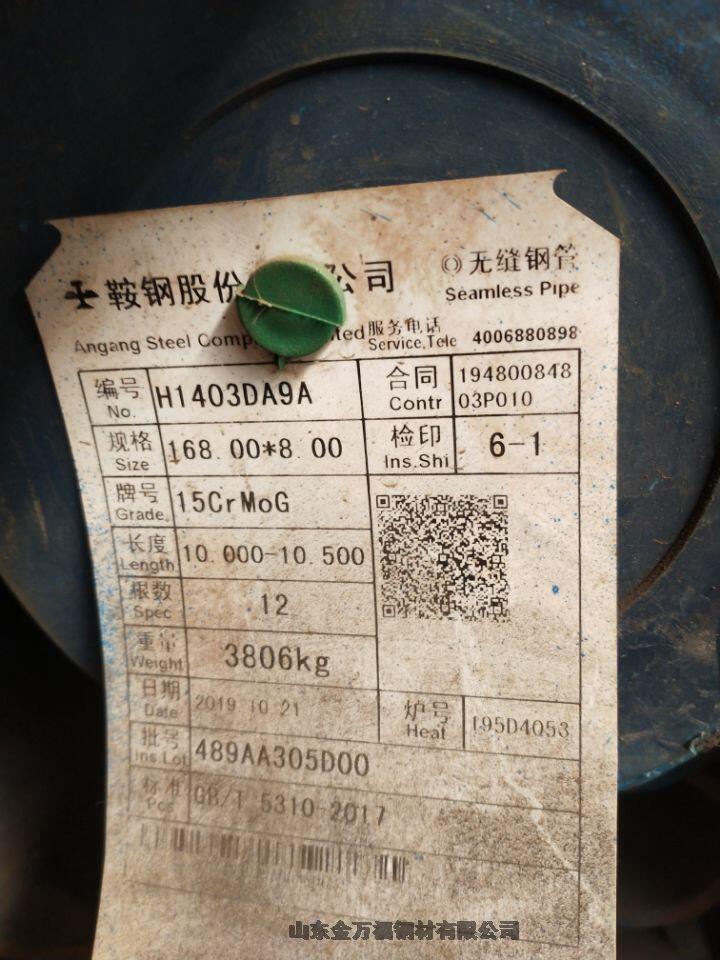 鞍钢股份 公司
◎无缝钢管
Seamless Pipe
Angang Steel Comp ted
服务电话
Service,Tele 4006880898
编号 No. H1403DA9A
合同 Contr 194800848 03P010
规格 Size 168.00*8.00
检印 Ins.Shi 6-1
牌号 Grade 15CrMoG
长度 Length 10.000-10.500
根数 Spec 12
重量 Weight 3806kg
日期 Date 2019 10 21
炉号 Heat 195D4053
批号 Ins Lot 489AA305D00
标准 Pcc GB/T 5310-2017
山东金万福钢材有限公司